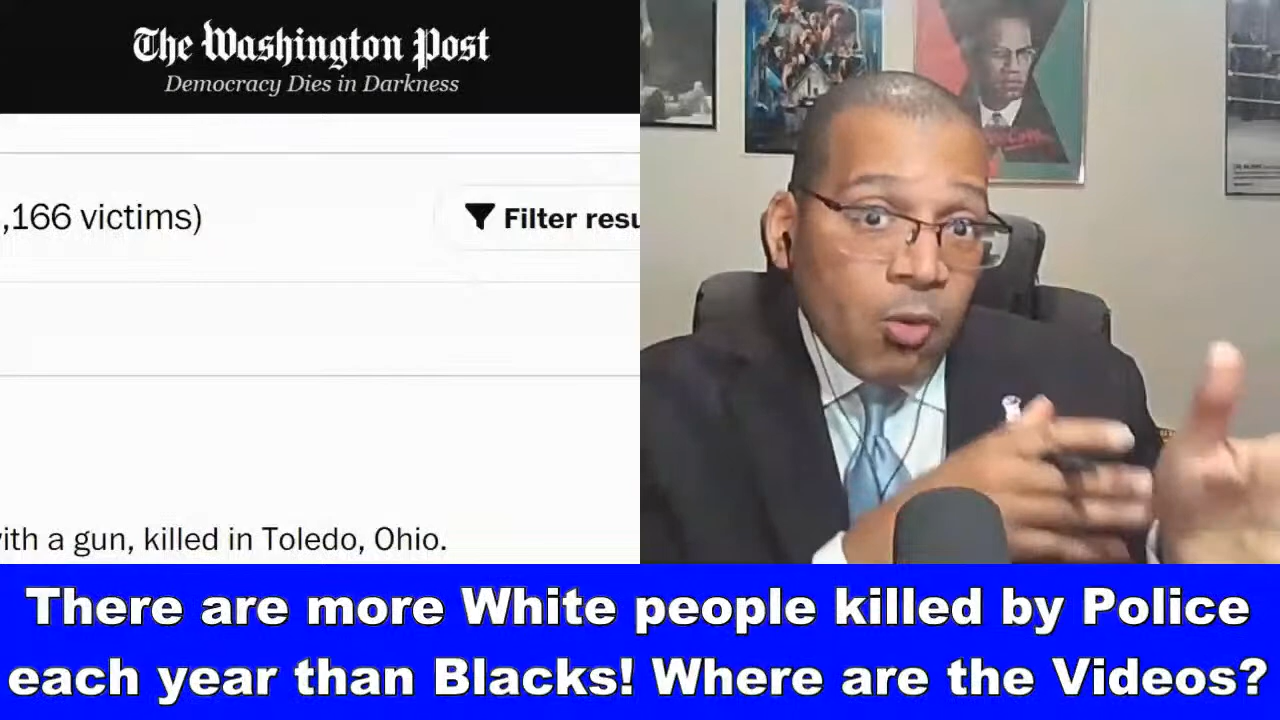 The Washington Post
Democracy Dies in Darkness
,166 victims)
Filter resu
ith a gun, killed in Toledo, Ohio.
There are more White people killed by Police
each year than Blacks! Where are the Videos?